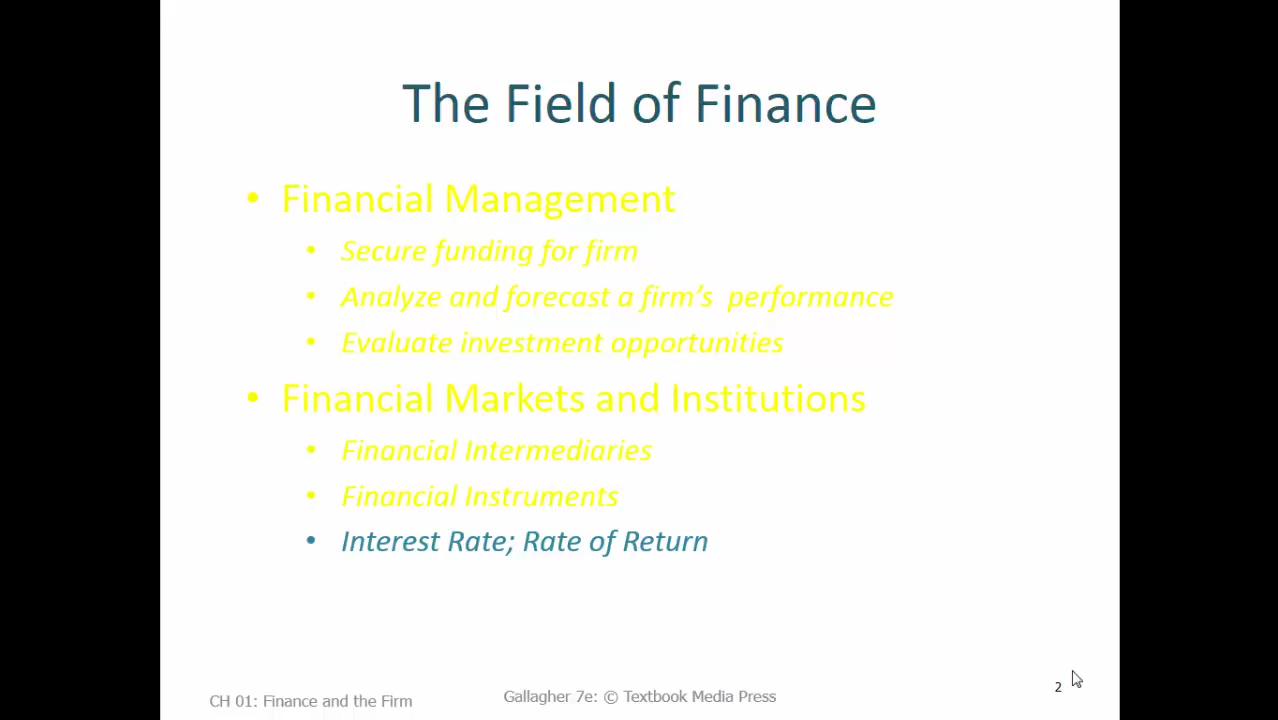 The Field of Finance
• Financial Management
• Secure funding for firm
• Analyze and forecast a firm’s performance
• Evaluate investment opportunities
• Financial Markets and Institutions
• Financial Intermediaries
• Financial Instruments
• Interest Rate; Rate of Return
CH 01: Finance and the Firm
Gallagher 7e: © Textbook Media Press
2